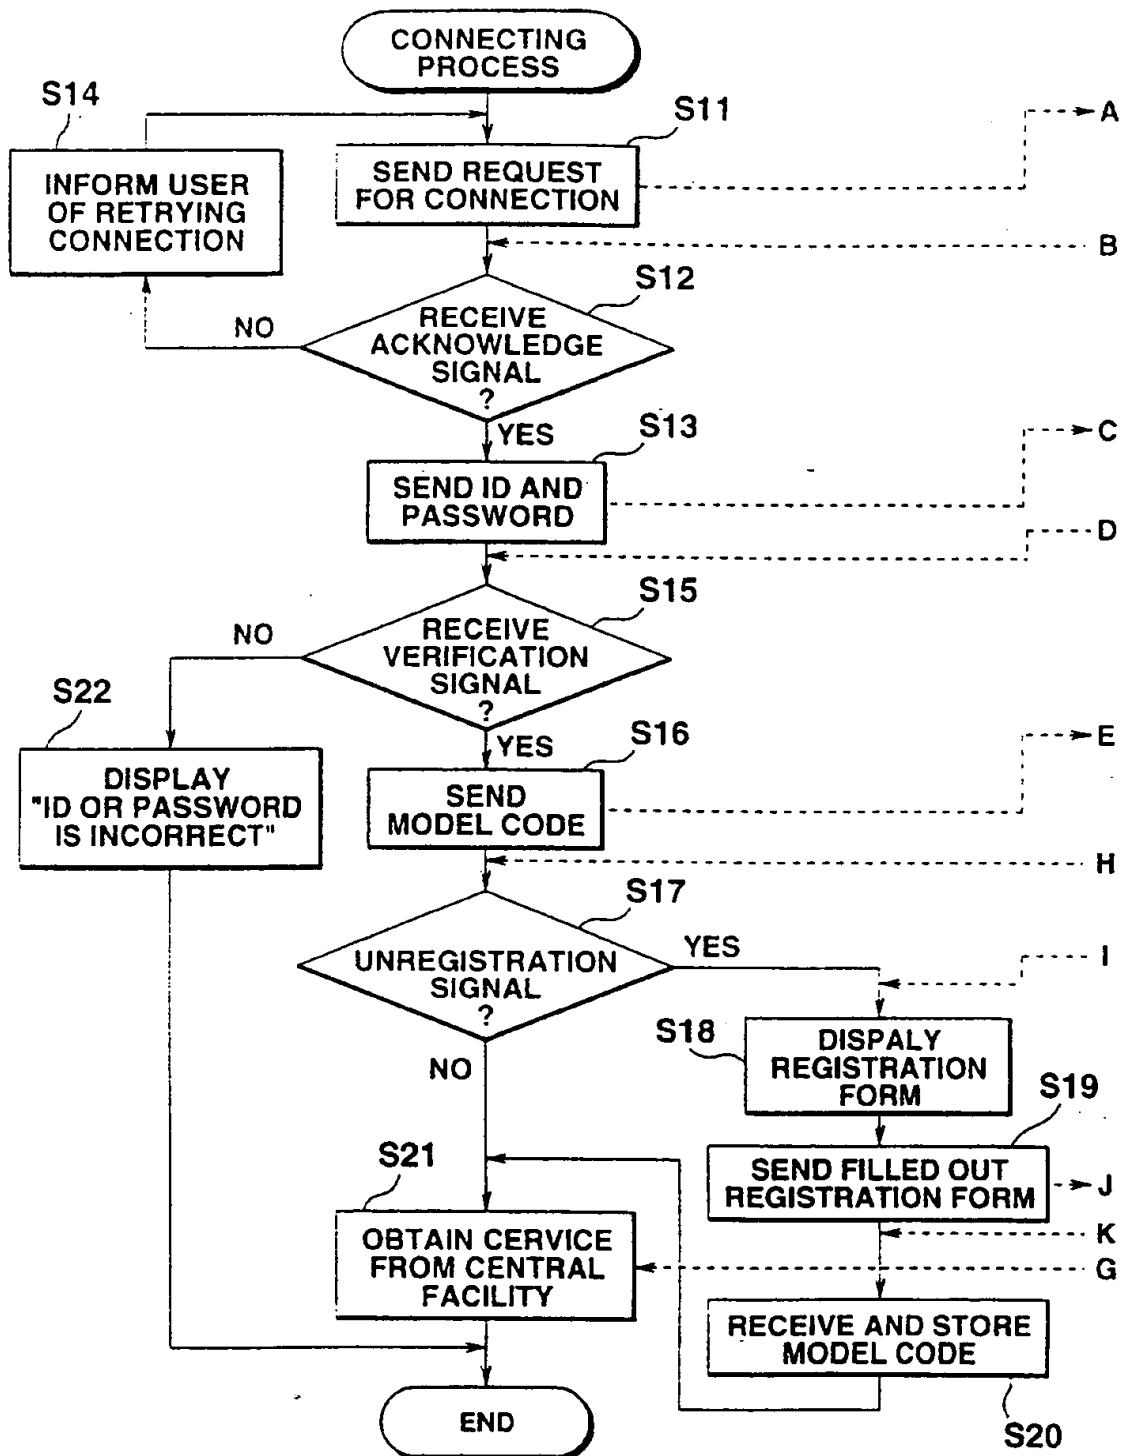 CONNECTING
PROCESS
S14
S11
A
INFORM USER
OF RETRYING
CONNECTION
SEND REQUEST
FOR CONNECTION
B
S12
NO
RECEIVE
ACKNOWLEDGE
SIGNAL
?
YES
S13
C
SEND ID AND
PASSWORD
D
S15
NO
RECEIVE
VERIFICATION
SIGNAL
?
S22
YES
S16
E
DISPLAY
"ID OR PASSWORD
IS INCORRECT"
SEND
MODEL CODE
H
S17
YES
UNREGISTRATION
SIGNAL
?
I
NO
S18
DISPALY
REGISTRATION
FORM
S19
S21
SEND FILLED OUT
REGISTRATION FORM
J
K
OBTAIN CERVICE
FROM CENTRAL
FACILITY
G
RECEIVE AND STORE
MODEL CODE
END
S20